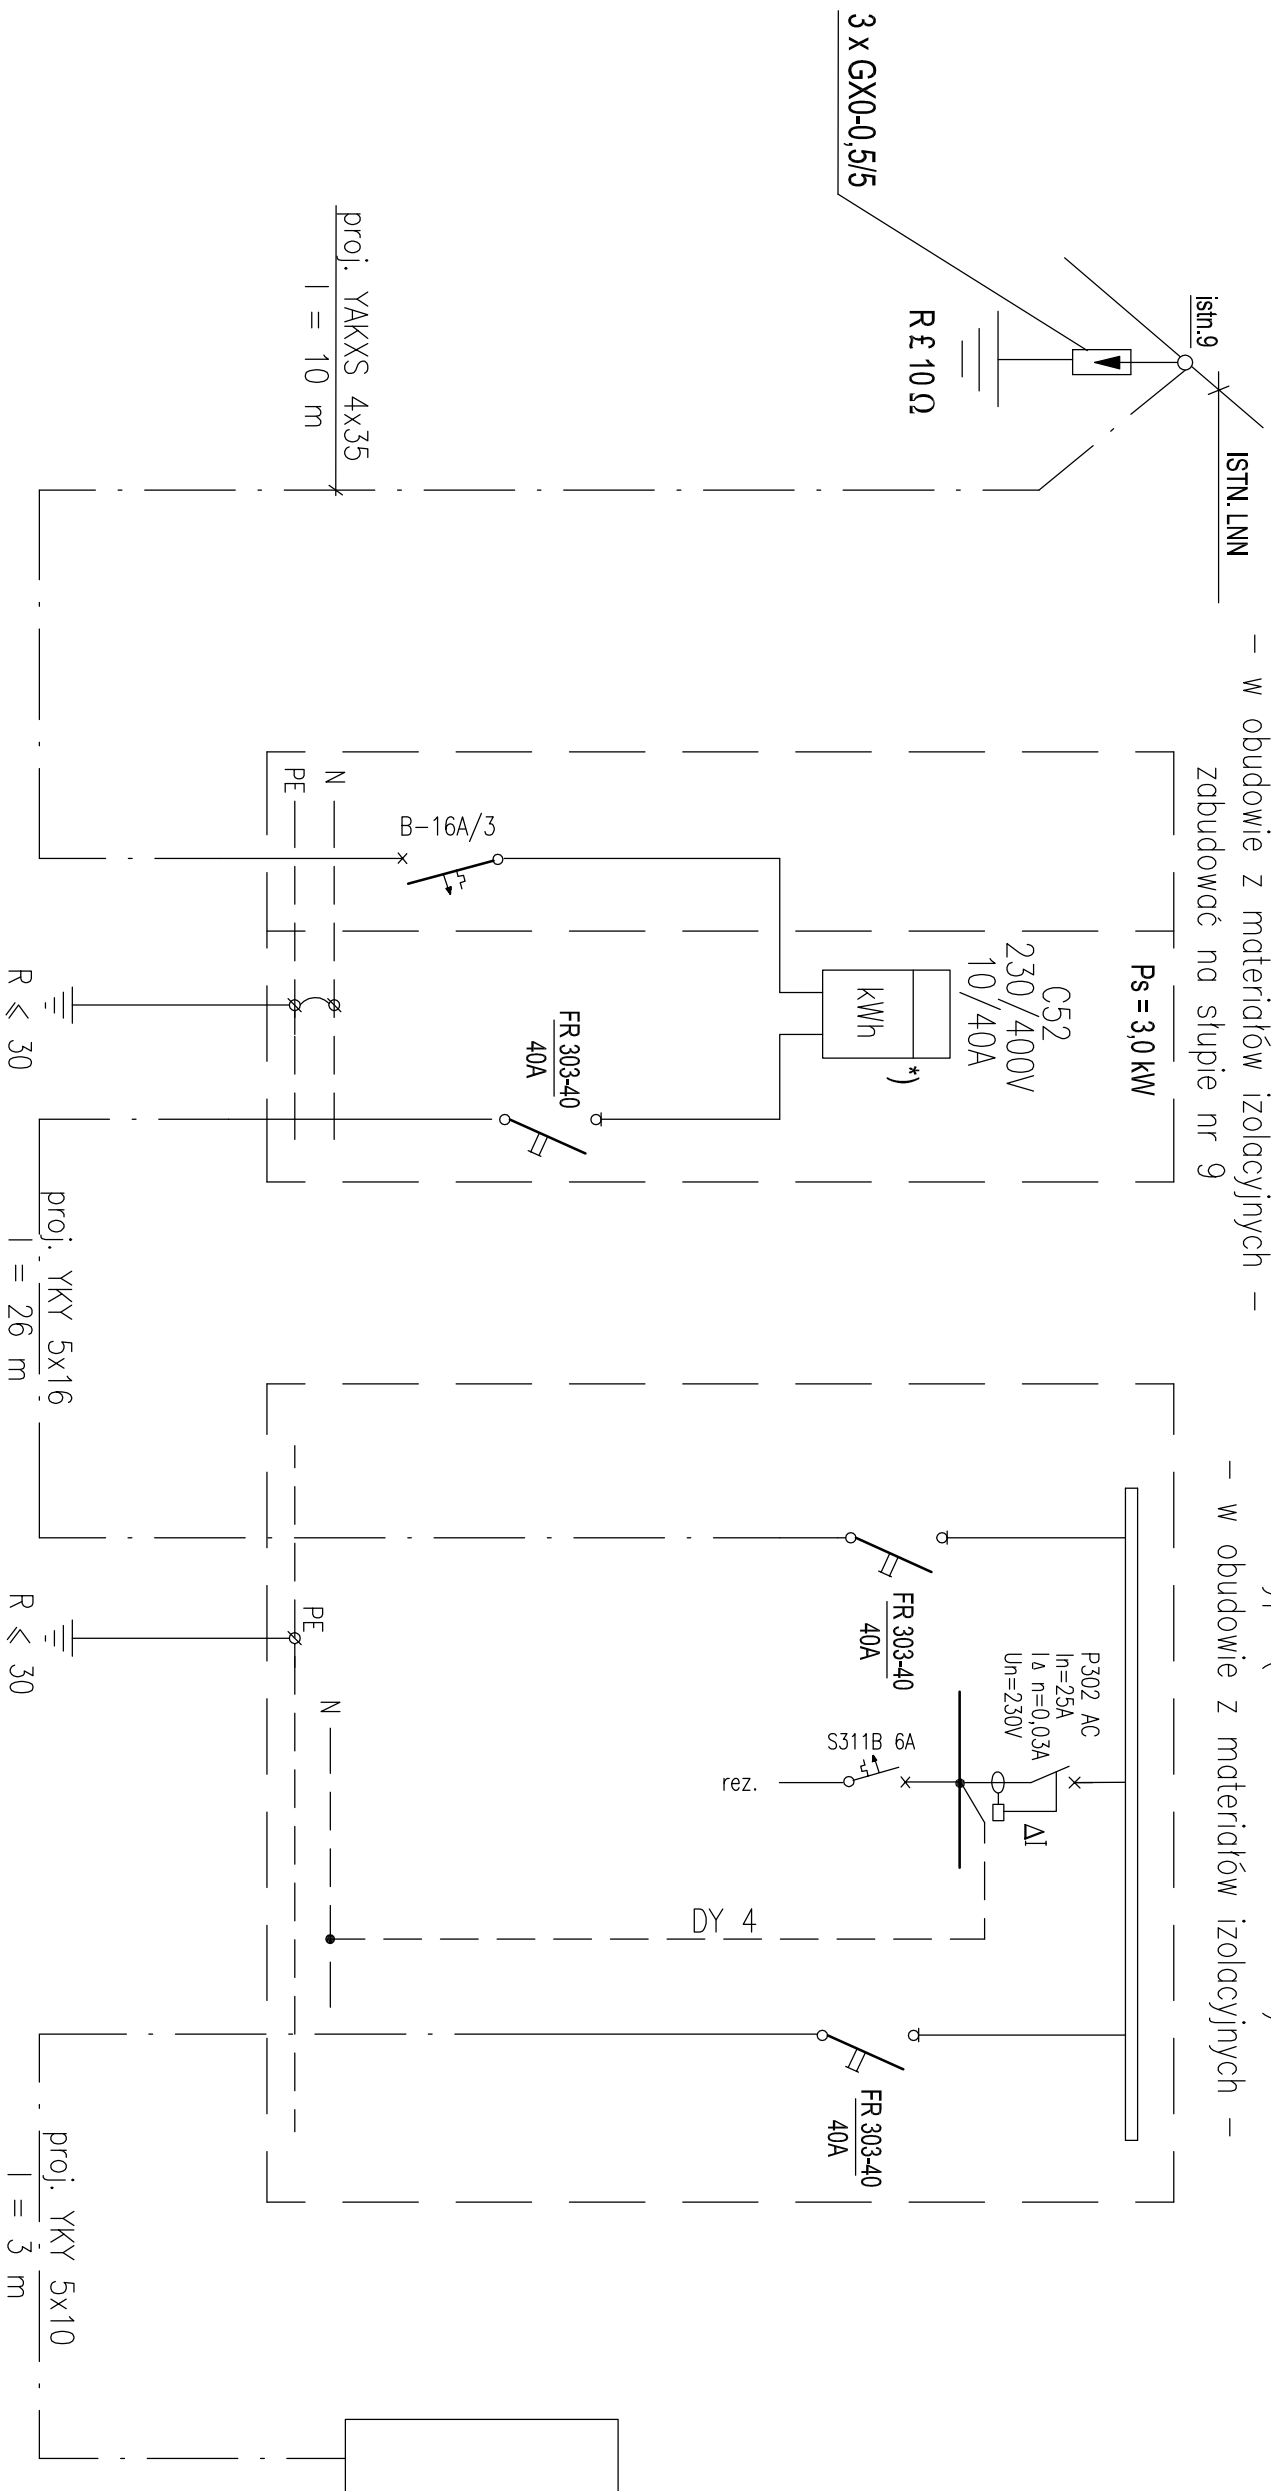 3 x GX0-0,5/5
istn.9
ISTN. LNN
R £ 10 Ω
proj. YAKXS 4x35
l = 10 m
– w obudowie z materiałów izolacyjnych –
zabudować na słupie nr 9
Ps = 3,0 kW
C52
230/400V
10/40A
kWh
*)
B-16A/3
N
PE
FR 303-40
40A
R ⩽ 30
proj. YKY 5x16
l = 26 m
– w obudowie z materiałów izolacyjnych –
FR 303-40
40A
P302 AC
In=25A
I∆ n=0,03A
Un=230V
ΔI
S311B 6A
rez.
PE
N
DY 4
R ⩽ 30
FR 303-40
40A
proj. YKY 5x10
l = 3 m